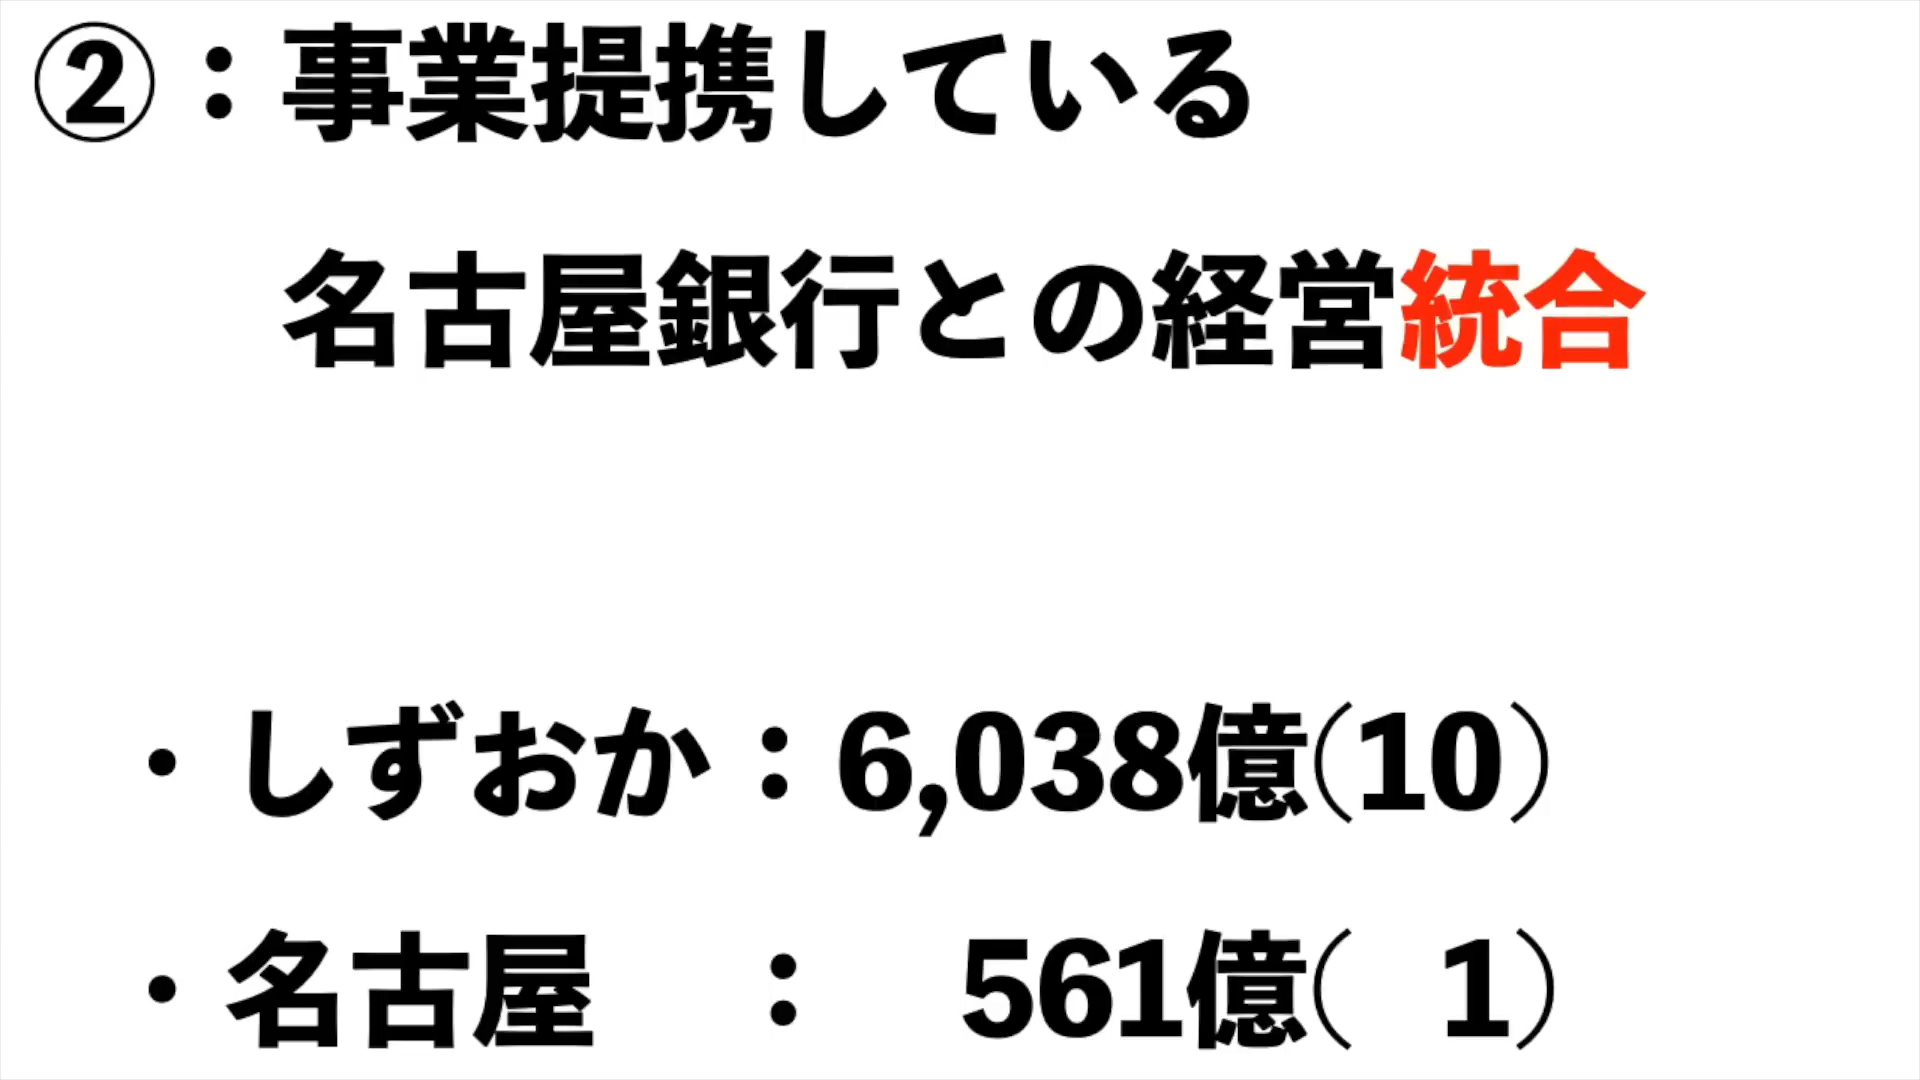 ②：事業提携している
名古屋銀行との経営統合
・しずおか：6,038億（10）
・名古屋　：　561億（　1）